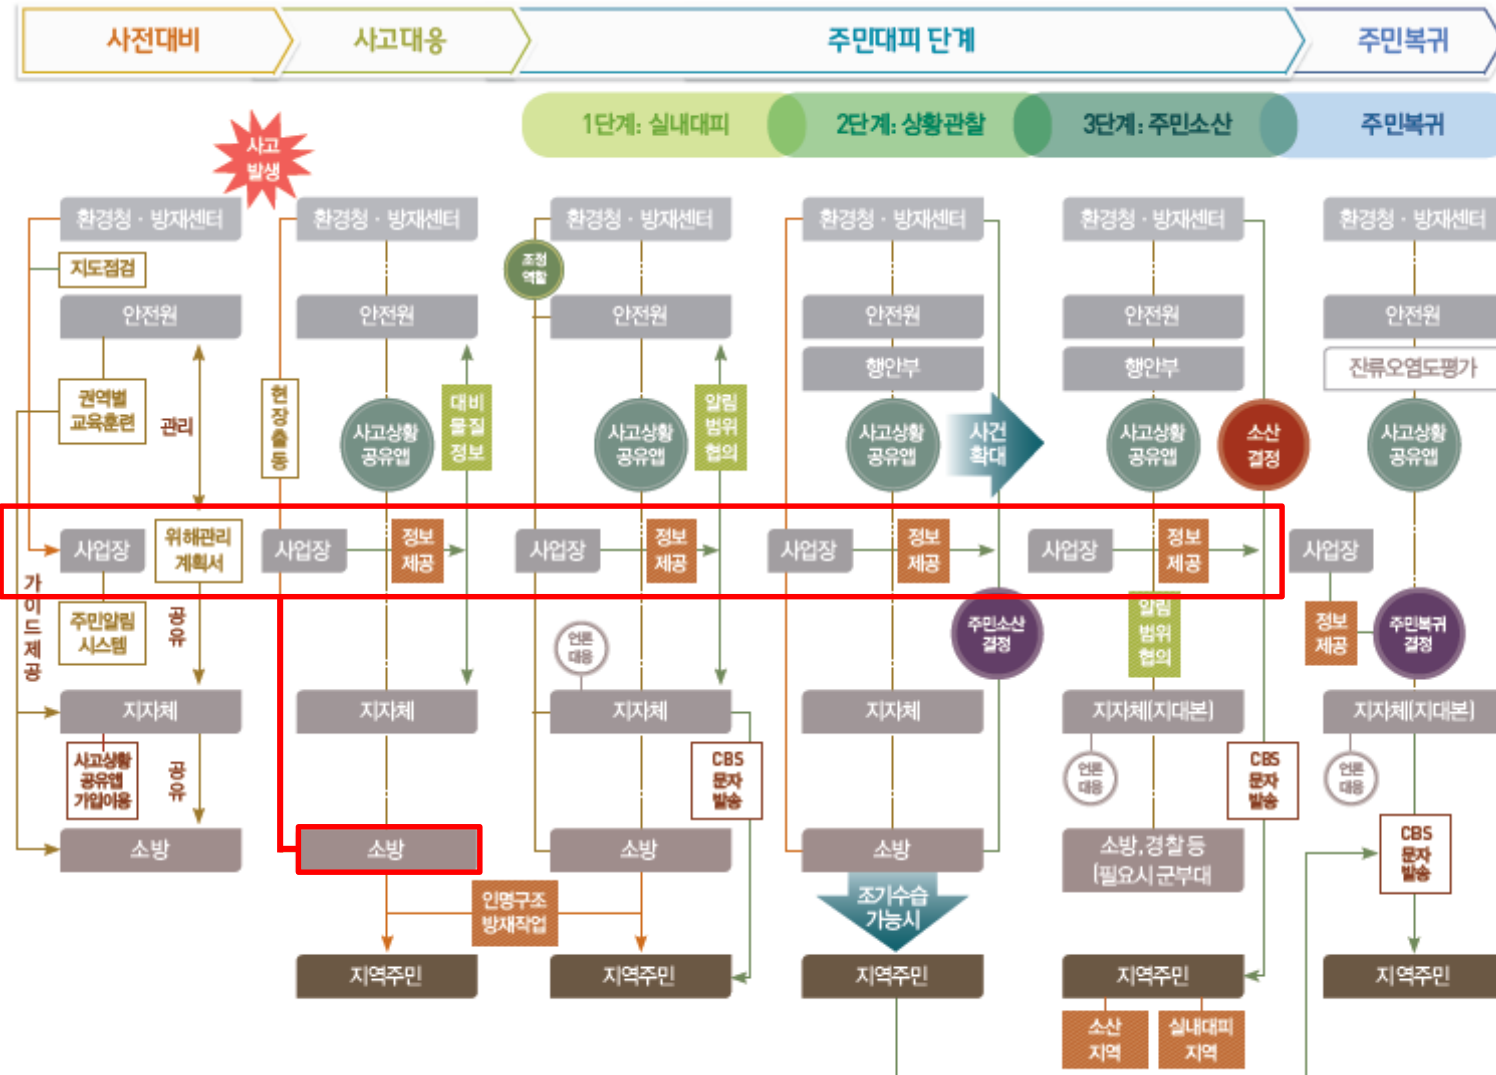 사전대비
사고대응
주민대피 단계
주민복귀
1단계: 실내대피
2단계: 상황관찰
3단계: 주민소산
주민복귀
사고
발생
환경청 · 방재센터
환경청 · 방재센터
환경청 · 방재센터
환경청 · 방재센터
환경청 · 방재센터
환경청 · 방재센터
지도점검
조정
역할
안전원
안전원
안전원
안전원
안전원
안전원
행안부
행안부
잔류오염도평가
권역별
교육훈련
관리
현장출동
사고상황
공유앱
대비
물질
정보
사고상황
공유앱
알림
범위
협의
사고상황
공유앱
사건
확대
사고상황
공유앱
소산
결정
사고상황
공유앱
사업장
위해관리
계획서
사업장
정보
제공
사업장
정보
제공
사업장
정보
제공
사업장
정보
제공
사업장
가이드제공
주민알림
시스템
공유
언론
대응
주민소산
결정
알림
범위
협의
정보
제공
주민복귀
결정
지자체
지자체
지자체
지자체
지자체(지대본)
지자체(지대본)
사고상황
공유앱
가입이용
공유
CBS
문자
발송
언론
대응
CBS
문자
발송
언론
대응
소방
소방
소방
소방
소방,경찰 등
(필요시 군부대
CBS
문자
발송
인명구조
방재작업
조기수습
가능시
지역주민
지역주민
지역주민
지역주민
지역주민
소산
지역
실내대피
지역